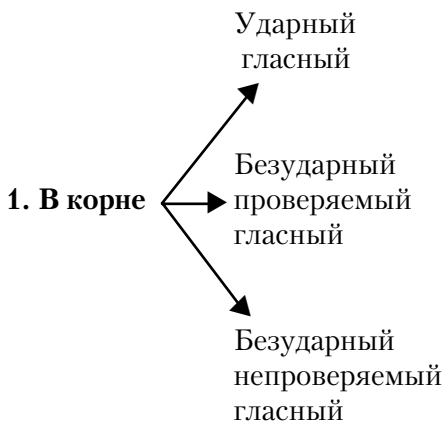 Ударный
гласный
1. В корне
Безударный
проверяемый
гласный
Безударный
непроверяемый
гласный